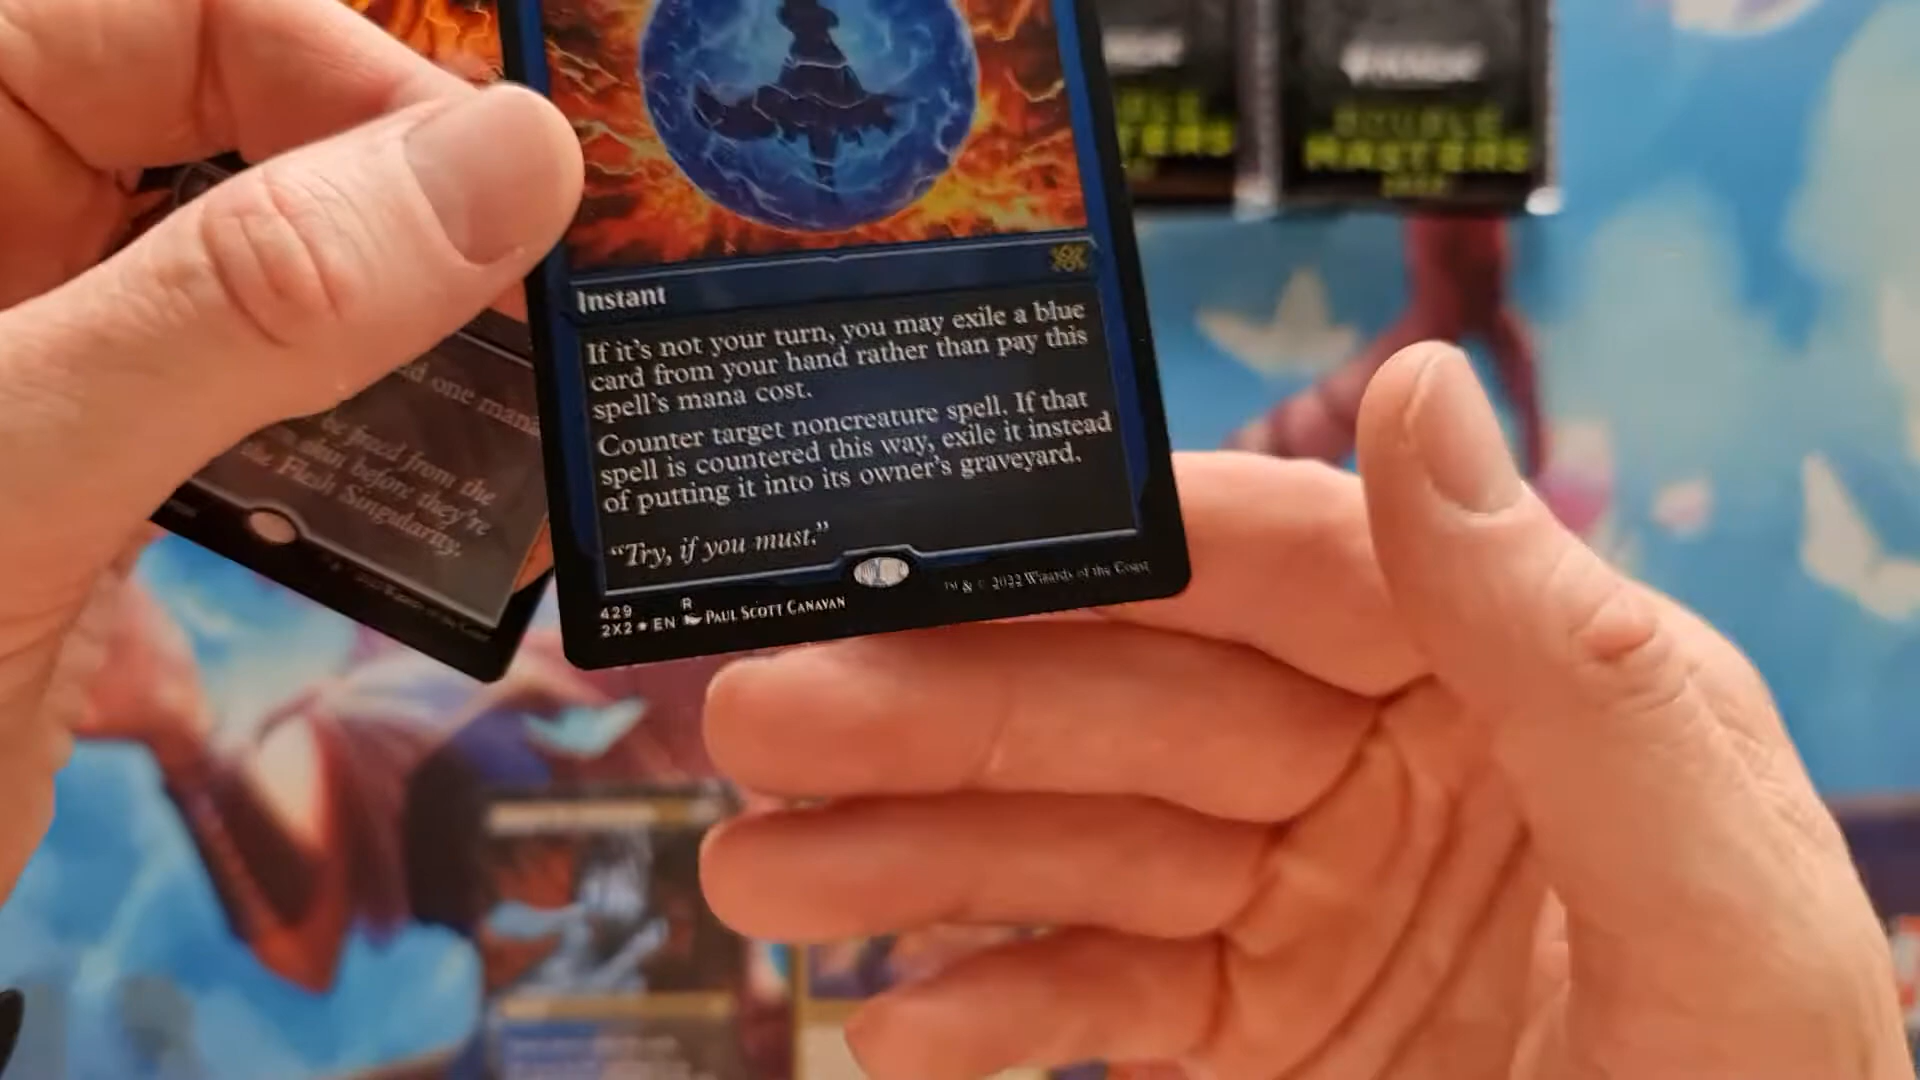 DOUBLE
MASTERS
MASTERS
Instant
If it's not your turn, you may exile a blue
card from your hand rather than pay this
spell's mana cost.
Counter target noncreature spell. If that
spell is countered this way, exile it instead
of putting it into its owner's graveyard.
“Try, if you must.”
429 R
2X2 ★ EN PAUL SCOTT CANAVAN
™ & © 2022 Wizards of the Coast
one mana
be freed from the
before they're
the Flesh Singularity.